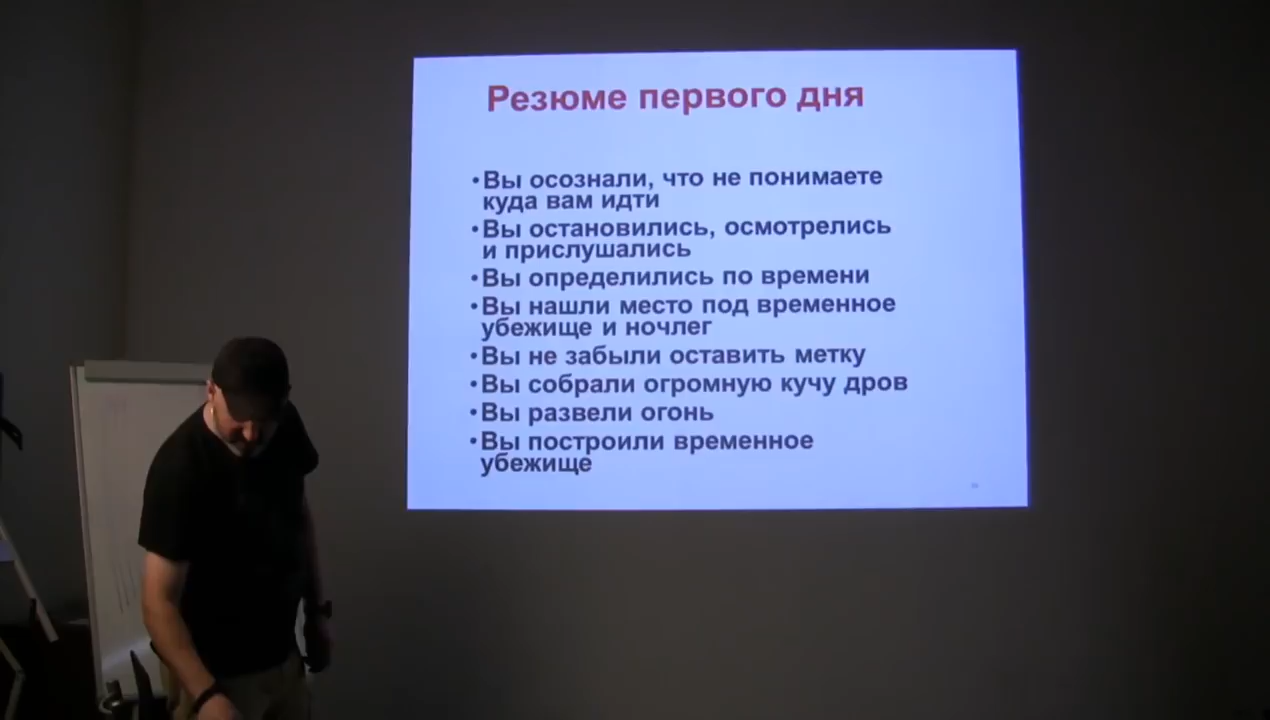 Резюме первого дня
•Вы осознали, что не понимаете
куда вам идти
•Вы остановились, осмотрелись
и прислушались
•Вы определились по времени
•Вы нашли место под временное
убежище и ночлег
•Вы не забыли оставить метку
•Вы собрали огромную кучу дров
•Вы развели огонь
•Вы построили временное
убежище